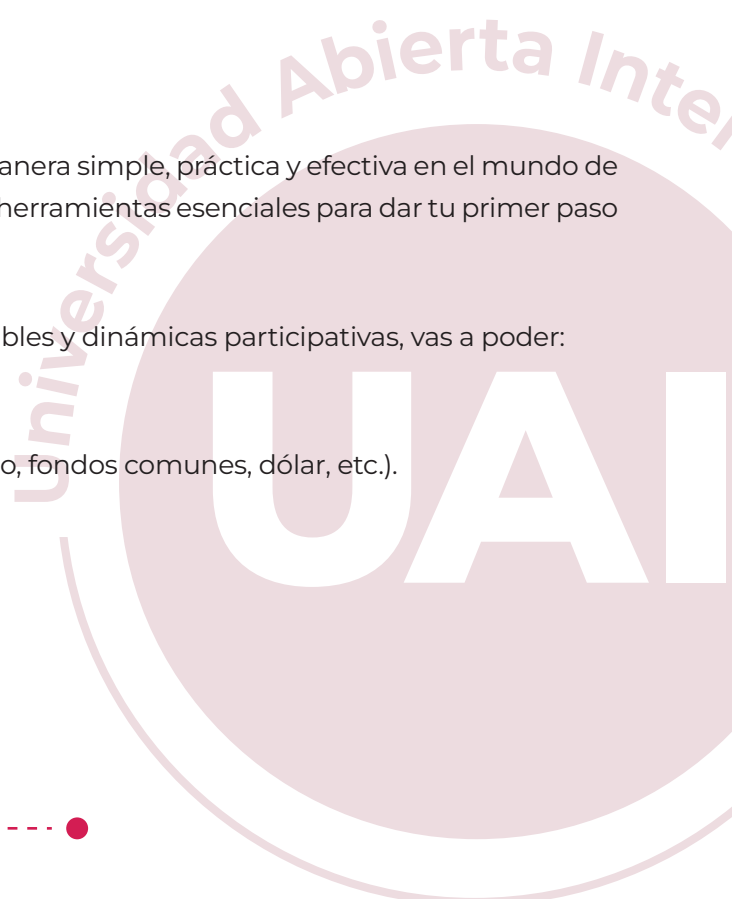 Universidad Abierta Inter
anera simple, práctica y efectiva en el mundo de
herramientas esenciales para dar tu primer paso
bles y dinámicas participativas, vas a poder:
o, fondos comunes, dólar, etc.).
UAI